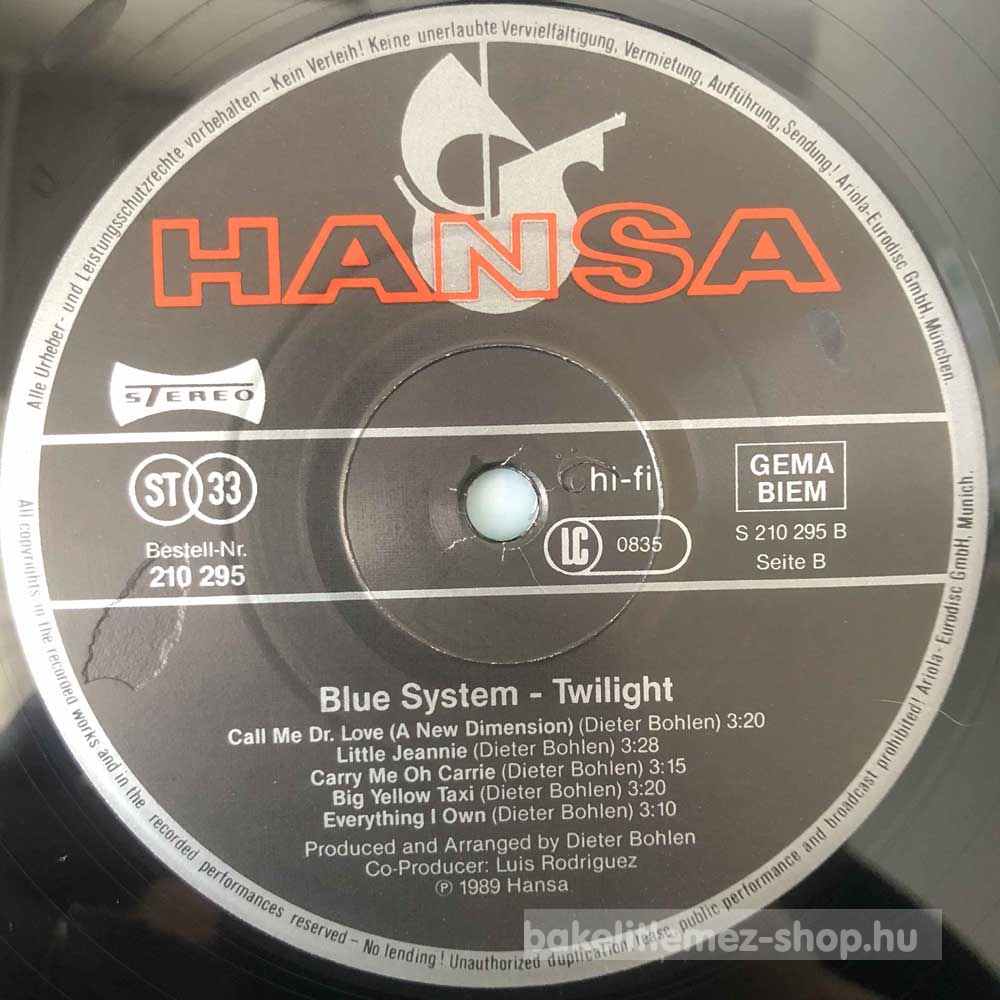 Alle Urheber- und Leistungsschutzrechte vorbehalten – Kein Verleih! Keine unerlaubte Vervielfältigung, Vermietung, Aufführung, Sendung! Ariola-Eurodisc GmbH, München.
HANSA
STEREO
ST 33
hi-fi
GEMA
BIEM
Bestell-Nr.
210 295
LC 0835
S 210 295 B
Seite B
Blue System - Twilight
Call Me Dr. Love (A New Dimension) (Dieter Bohlen) 3:20
Little Jeannie (Dieter Bohlen) 3:28
Carry Me Oh Carrie (Dieter Bohlen) 3:15
Big Yellow Taxi (Dieter Bohlen) 3:20
Everything I Own (Dieter Bohlen) 3:10
Produced and Arranged by Dieter Bohlen
Co-Producer: Luis Rodriguez
℗ 1989 Hansa
All copyrights in the recorded works and in the recorded performances reserved – No lending! Unauthorized duplication, lease, public performance and broadcast prohibited! Ariola-Eurodisc GmbH, Munich.
bakelitlemez-shop.hu